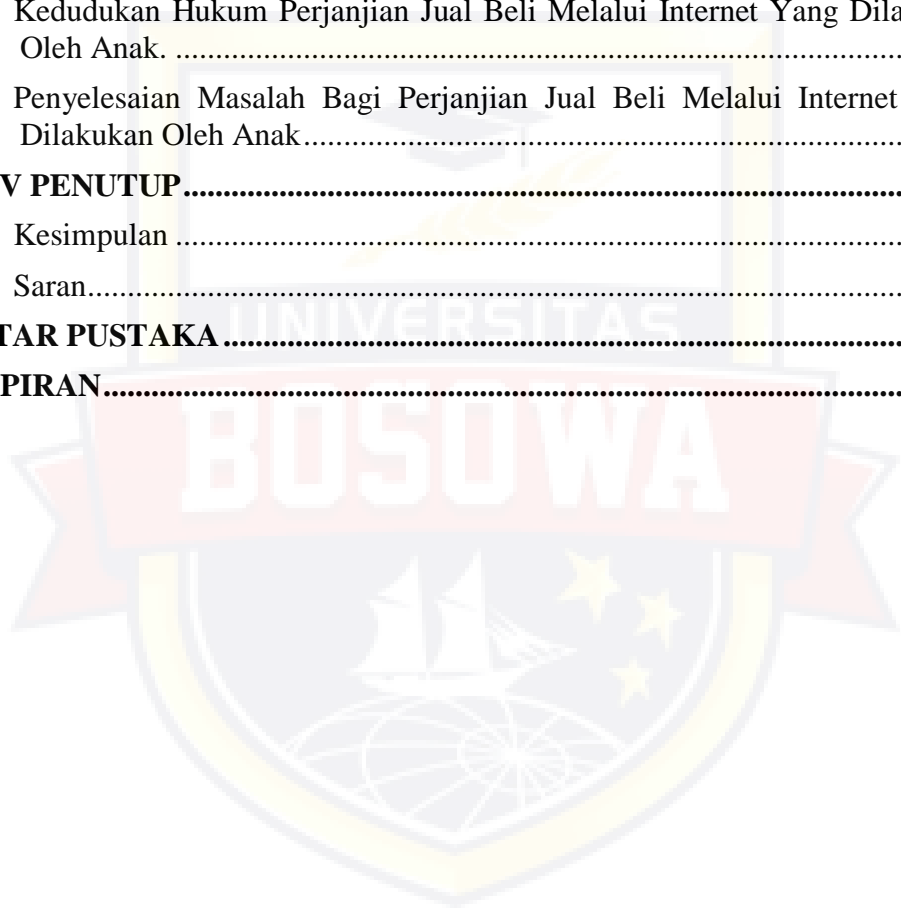 Kedudukan Hukum Perjanjian Jual Beli Melalui Internet Yang Dila
Oleh Anak. ........................................................................................
Penyelesaian Masalah Bagi Perjanjian Jual Beli Melalui Internet
Dilakukan Oleh Anak........................................................................
V PENUTUP.......................................................................................
Kesimpulan ........................................................................................
Saran...................................................................................................
TAR PUSTAKA ..................................................................................
PIRAN.................................................................................................
UNIVERSITAS
BOSOWA